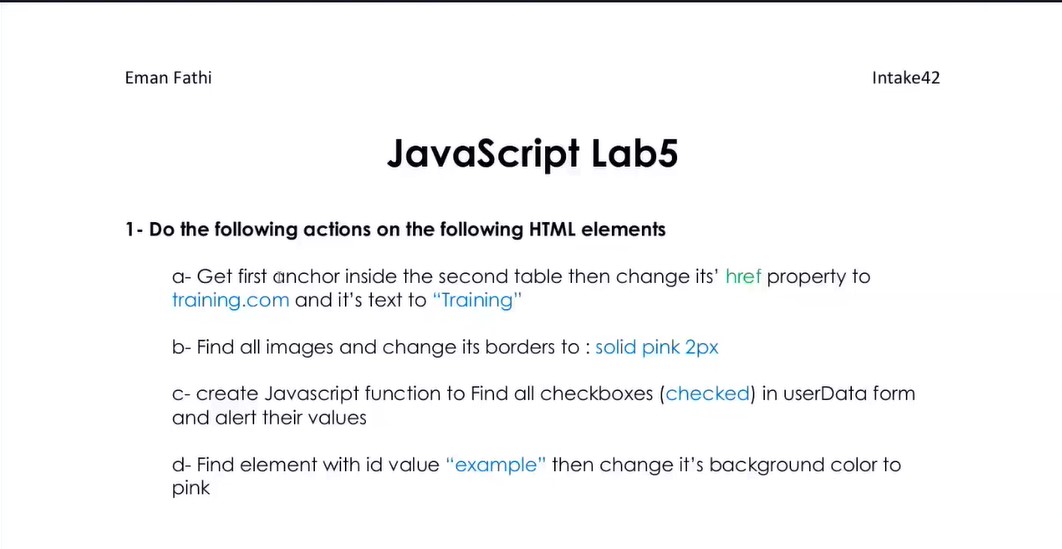 Eman Fathi
Intake42
JavaScript Lab5
1- Do the following actions on the following HTML elements
a- Get first anchor inside the second table then change its' href property to
training.com and it's text to “Training”
b- Find all images and change its borders to : solid pink 2px
c- create Javascript function to Find all checkboxes (checked) in userData form
and alert their values
d- Find element with id value “example” then change it's background color to
pink